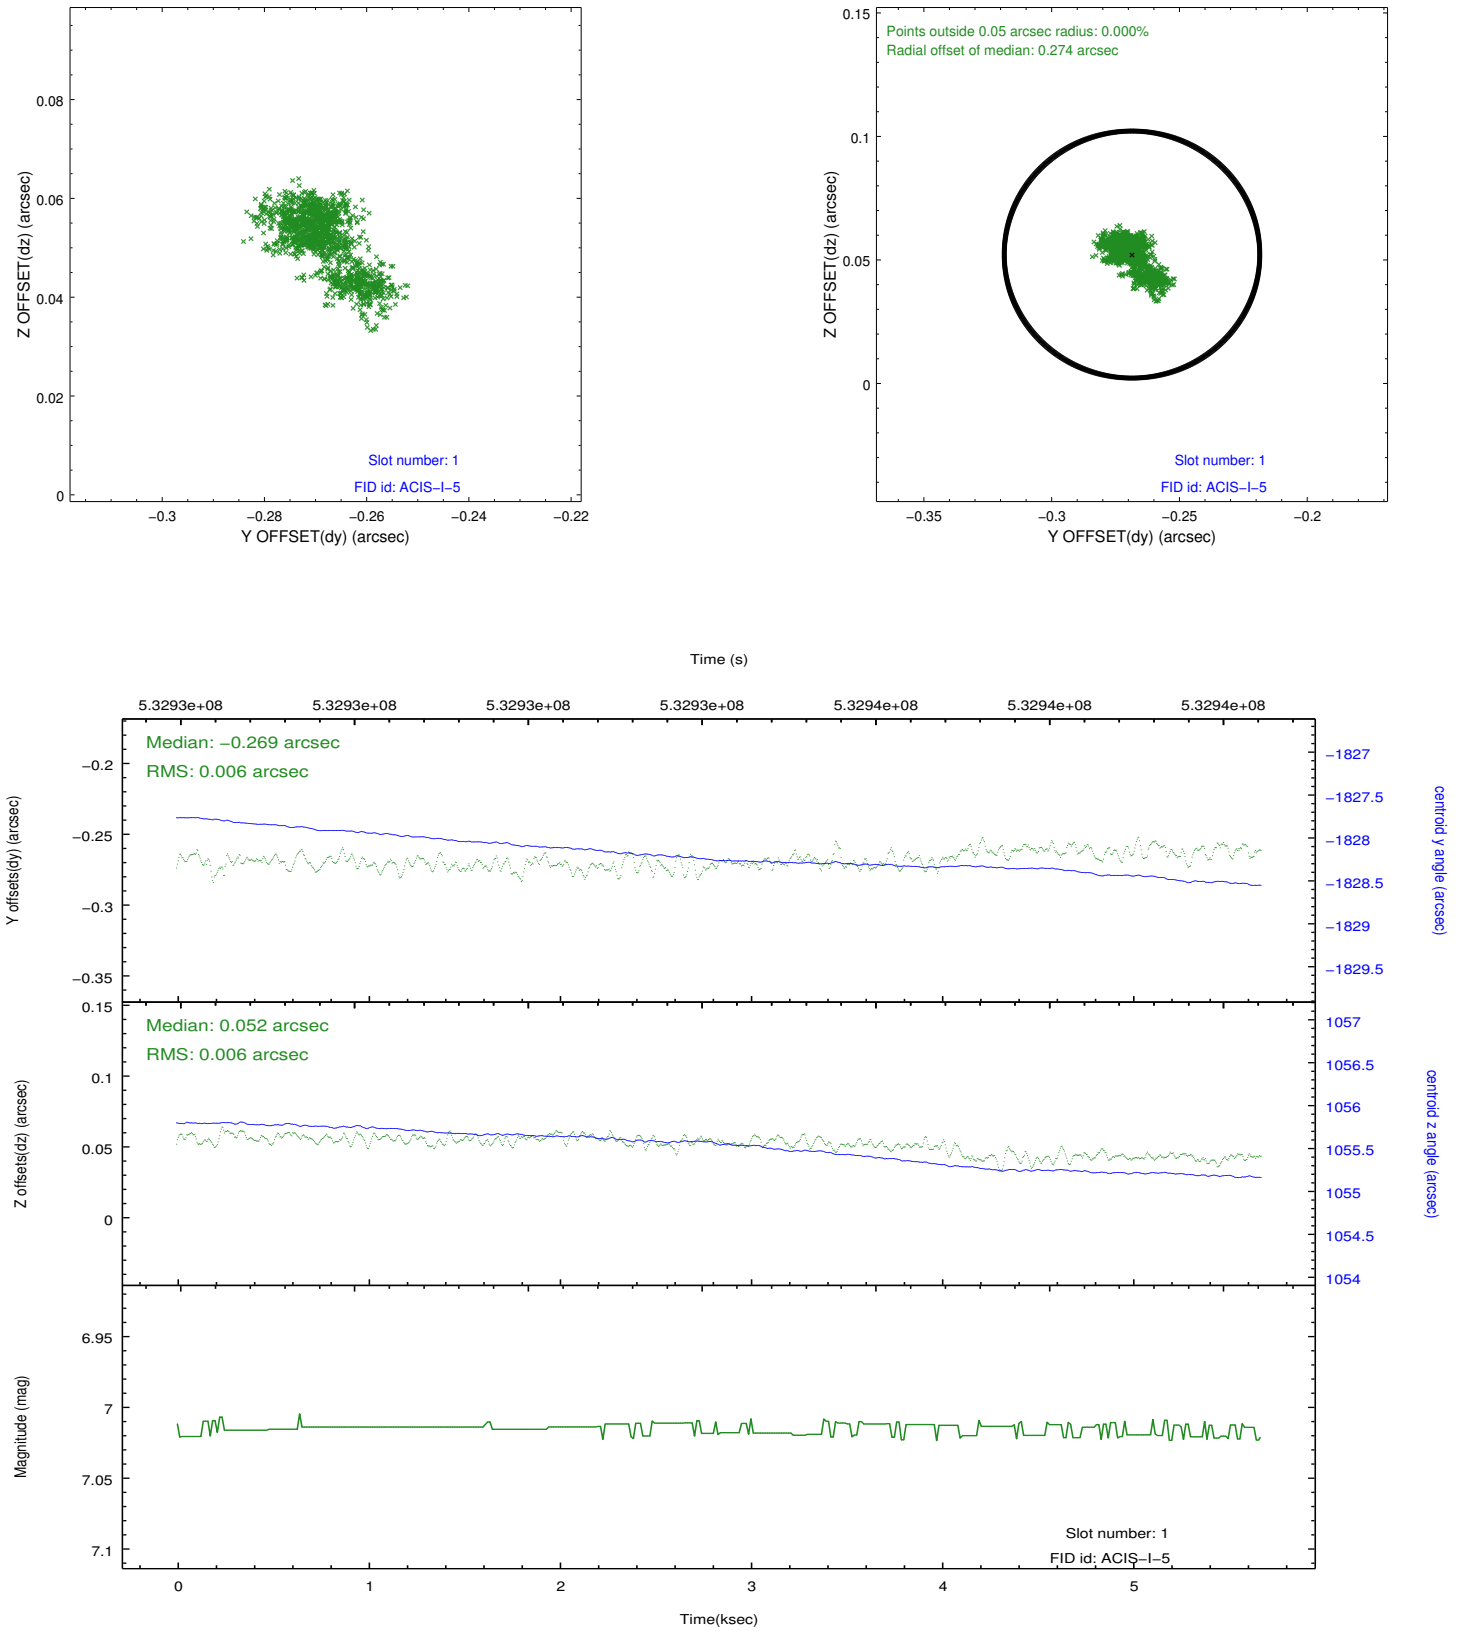 0.08
0.06
0.04
0.02
0
Z OFFSET(dz) (arcsec)
Slot number: 1
FID id: ACIS−I−5
−0.3 −0.28 −0.26 −0.24 −0.22
Y OFFSET(dy) (arcsec)
0.15
0.1
0.05
0
Z OFFSET(dz) (arcsec)
Points outside 0.05 arcsec radius: 0.000%
Radial offset of median: 0.274 arcsec
Slot number: 1
FID id: ACIS−I−5
−0.35 −0.3 −0.25 −0.2
Y OFFSET(dy) (arcsec)
Time (s)
5.3293e+08 5.3293e+08 5.3293e+08 5.3293e+08 5.3294e+08 5.3294e+08 5.3294e+08
Median: −0.269 arcsec
RMS: 0.006 arcsec
−0.2
−0.25
−0.3
−0.35
Y offsets(dy) (arcsec)
−1827
−1827.5
−1828
−1828.5
−1829
−1829.5
centroid y angle (arcsec)
Median: 0.052 arcsec
RMS: 0.006 arcsec
0.15
0.1
0.05
0
Z offsets(dz) (arcsec)
1057
1056.5
1056
1055.5
1055
1054.5
1054
centroid z angle (arcsec)
6.95
7
7.05
7.1
Magnitude (mag)
Slot number: 1
FID id: ACIS−I−5
0 1 2 3 4 5
Time(ksec)